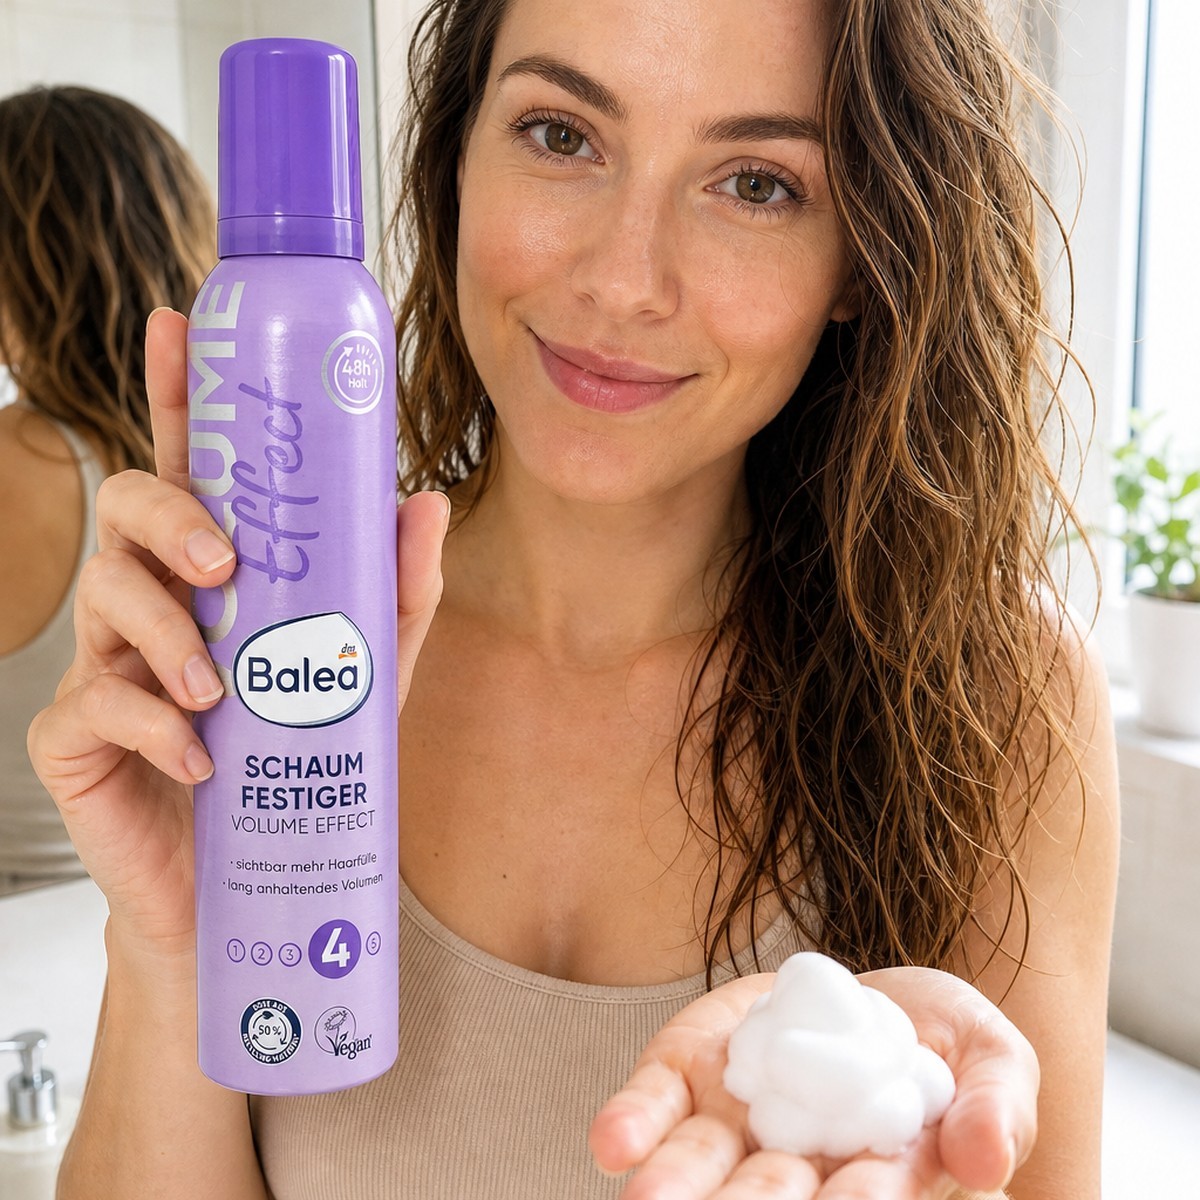 VOLUME
Effect
48h
Halt
dm
Balea
SCHAUM
FESTIGER
VOLUME EFFECT
· sichtbar mehr Haarfülle
· lang anhaltendes Volumen
1 2 3 4 5
50%
Vegan